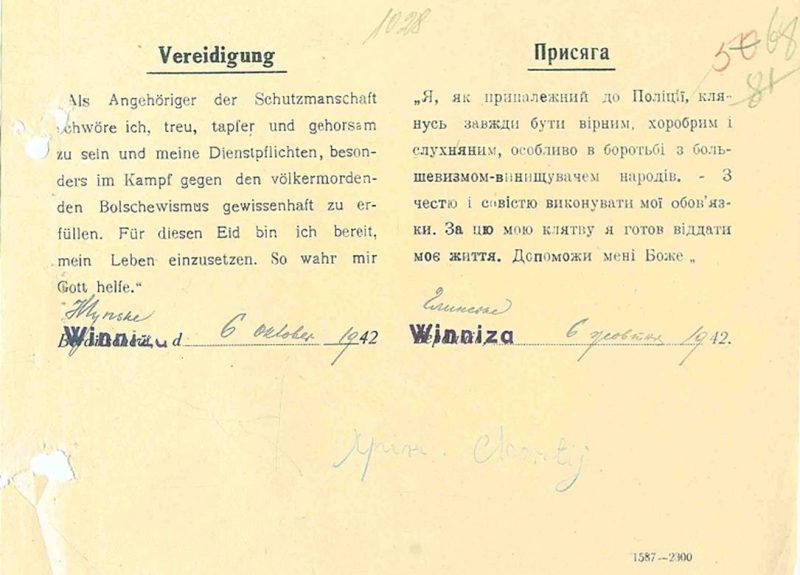 1028
Vereidigung
„Als Angehöriger der Schutzmanschaft
schwöre ich, treu, tapfer und gehorsam
zu sein und meine Dienstpflichten, beson-
ders im Kampf gegen den völkermorden-
den Bolschewismus gewissenhaft zu er-
füllen. Für diesen Eid bin ich bereit,
mein Leben einzusetzen. So wahr mir
Gott helfe.“
Winniza d 6 oktober 1942
Присяга
50 68
81
„Я, як приналежний до Поліції, кля-
нусь завжди бути вірним, хоробрим і
слухняним, особливо в боротьбі з боль-
шевизмом-винищувачем народів. - З
честю і совістю виконувати мої обов'яз-
ки. За цю мою клятву я готов віддати
моє життя. Допоможи мені Боже „
Winniza 6 жовтня 1942.
1587—2300